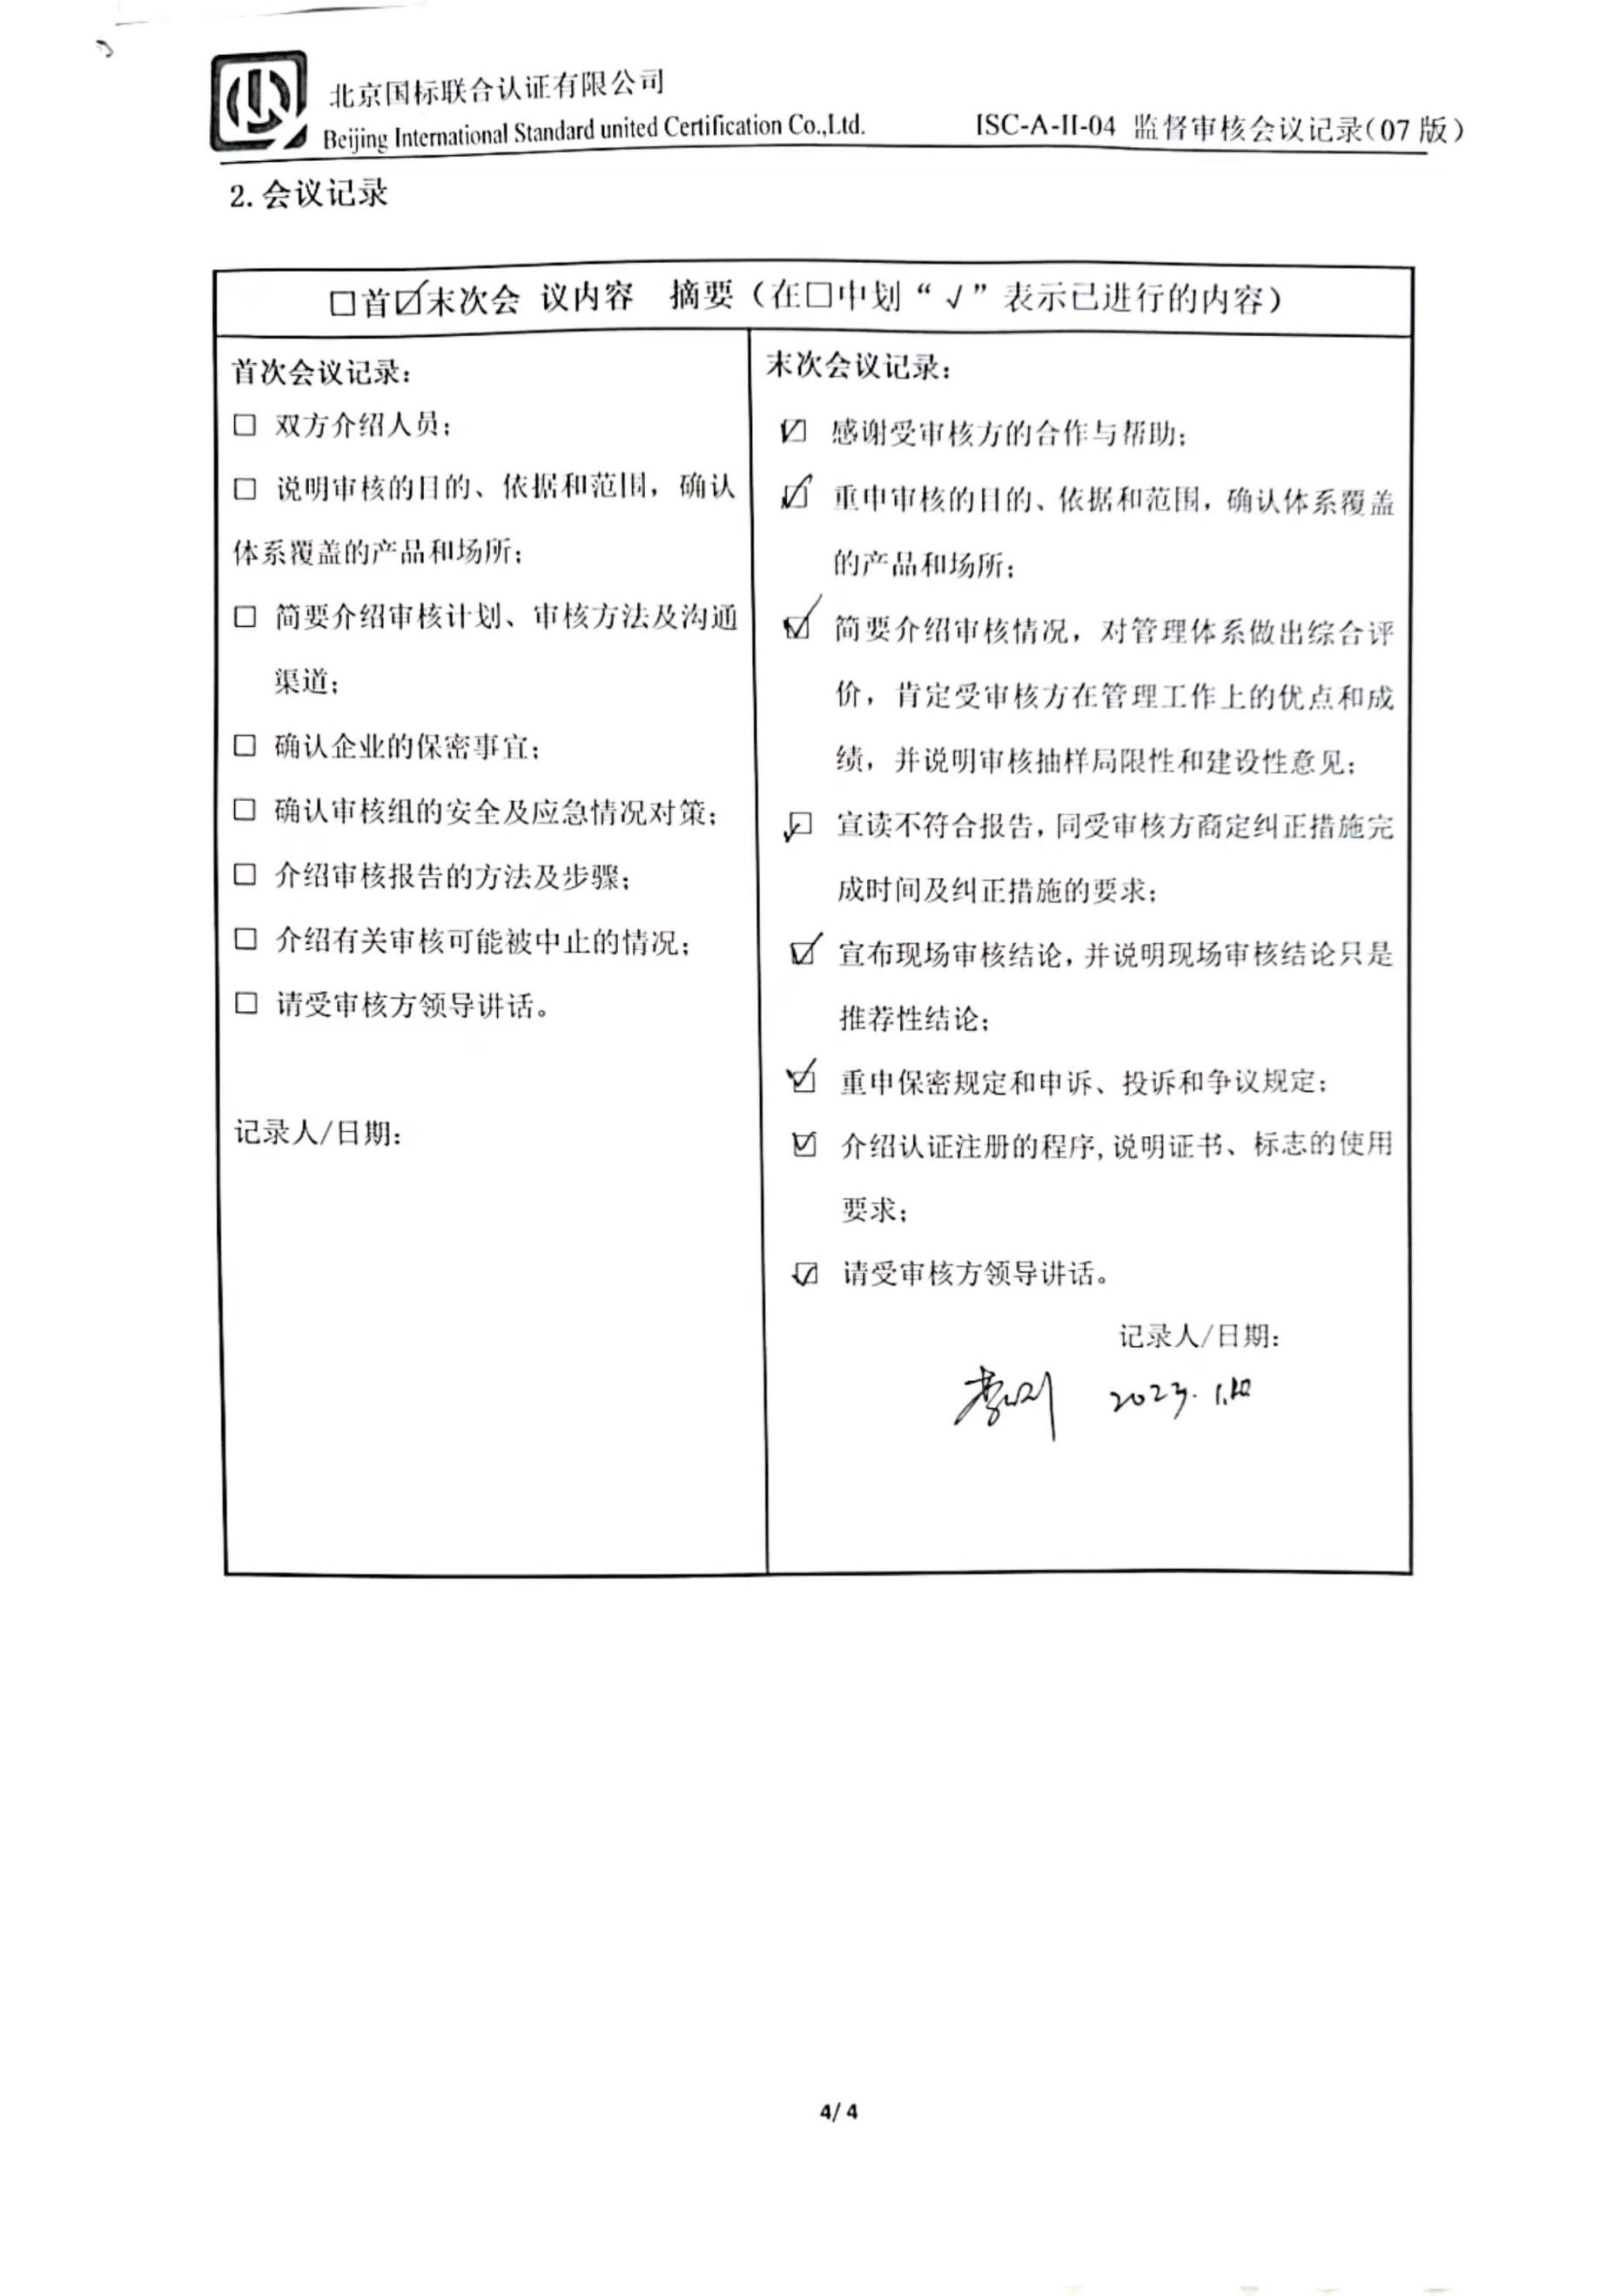 北京国标联合认证有限公司
Beijing International Standard united Certification Co.,Ltd.
ISC-A-II-04 监督审核会议记录(07版)
2.会议记录
□首☑末次会 议内容 摘要（在□中划“√”表示已进行的内容）
首次会议记录：
□ 双方介绍人员；
□ 说明审核的目的、依据和范围，确认
体系覆盖的产品和场所；
□ 简要介绍审核计划、审核方法及沟通
渠道；
□ 确认企业的保密事宜；
□ 确认审核组的安全及应急情况对策；
□ 介绍审核报告的方法及步骤；
□ 介绍有关审核可能被中止的情况；
□ 请受审核方领导讲话。
记录人/日期：
末次会议记录：
☑ 感谢受审核方的合作与帮助；
☑ 重申审核的目的、依据和范围，确认体系覆盖
的产品和场所；
☑ 简要介绍审核情况，对管理体系做出综合评
价，肯定受审核方在管理工作上的优点和成
绩，并说明审核抽样局限性和建设性意见；
☑ 宣读不符合报告，同受审核方商定纠正措施完
成时间及纠正措施的要求；
☑ 宣布现场审核结论，并说明现场审核结论只是
推荐性结论；
☑ 重申保密规定和申诉、投诉和争议规定；
☑ 介绍认证注册的程序，说明证书、标志的使用
要求；
☑ 请受审核方领导讲话。
记录人/日期：
2023.1.10
4/ 4